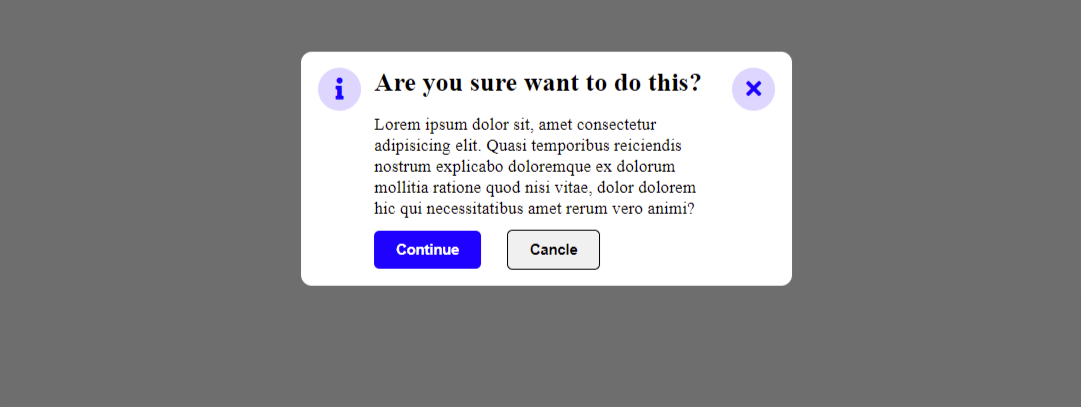 Are you sure want to do this?
Lorem ipsum dolor sit, amet consectetur
adipisicing elit. Quasi temporibus reiciendis
nostrum explicabo doloremque ex dolorum
mollitia ratione quod nisi vitae, dolor dolorem
hic qui necessitatibus amet rerum vero animi?
Continue
Cancle